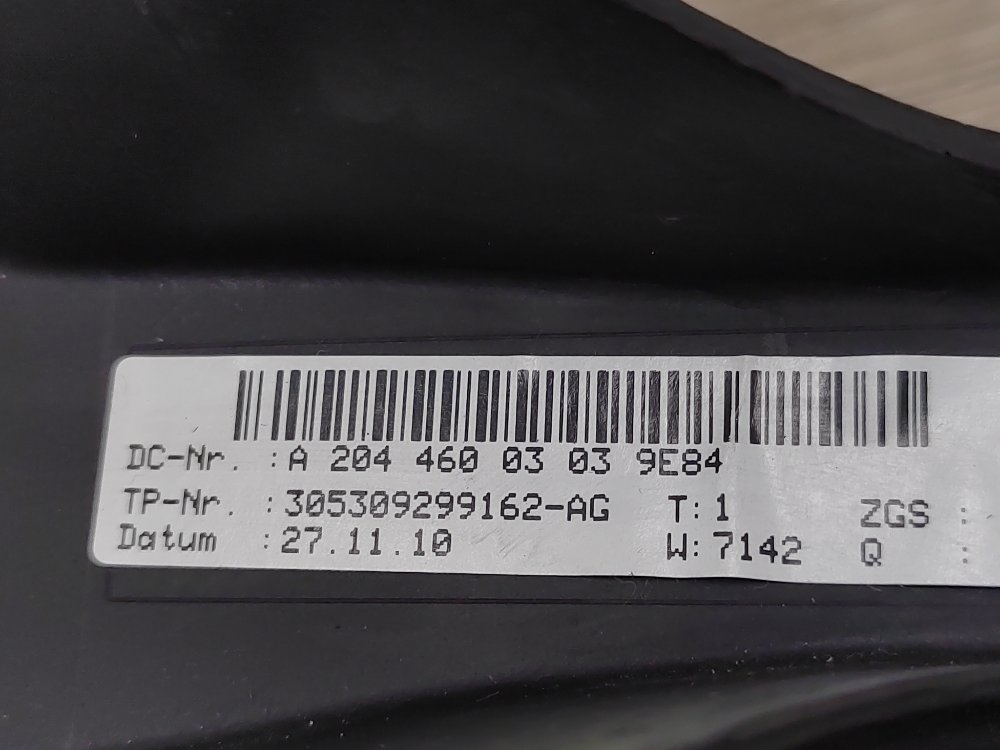 DC-Nr. :A 204 460 03 03 9E84
TP-Nr. :305309299162-AG T:1 ZGS :
Datum :27.11.10 W:7142 Q :